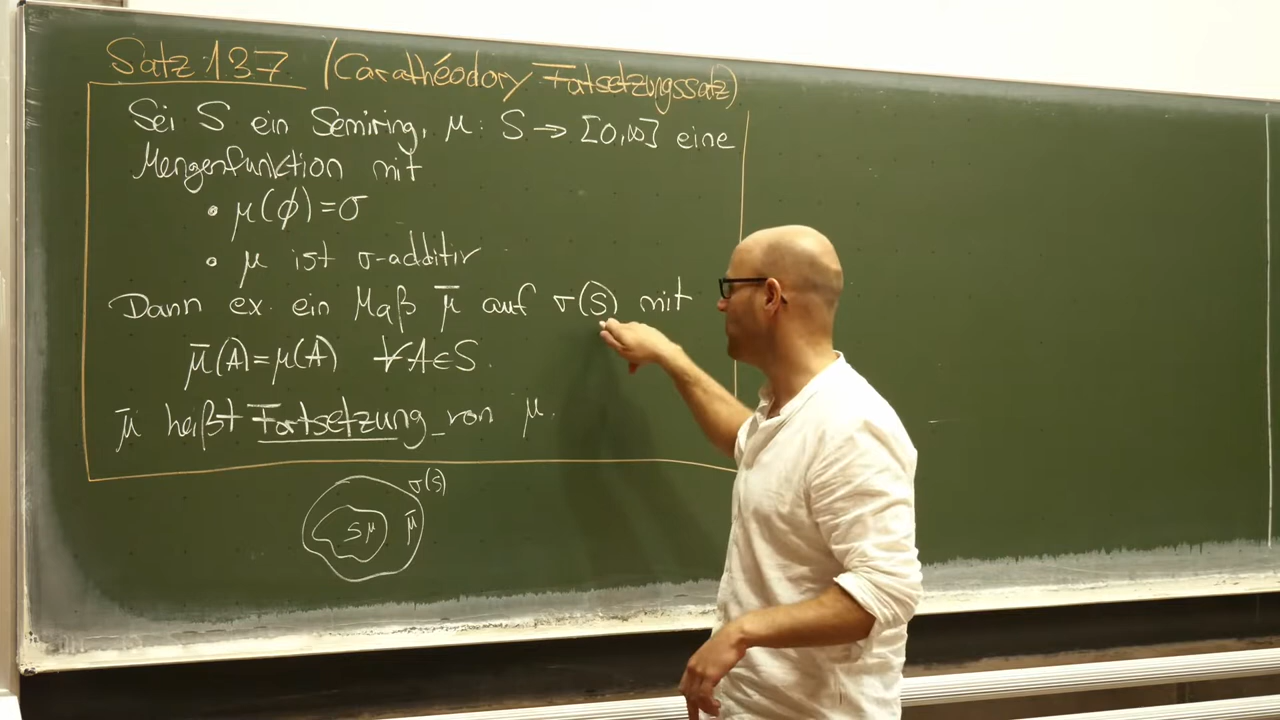 Satz 137 (Carathéodory Fortsetzungssatz)
Sei S ein Semiring, μ: S → [0,∞] eine
Mengenfunktion mit
• μ(∅)=0
• μ ist σ-additiv
Dann ex. ein Maß μ̄ auf σ(S) mit
μ̄(A)=μ(A) ∀A∈S.
μ̄ heißt Fortsetzung von μ.
σ(S)
S μ μ̄